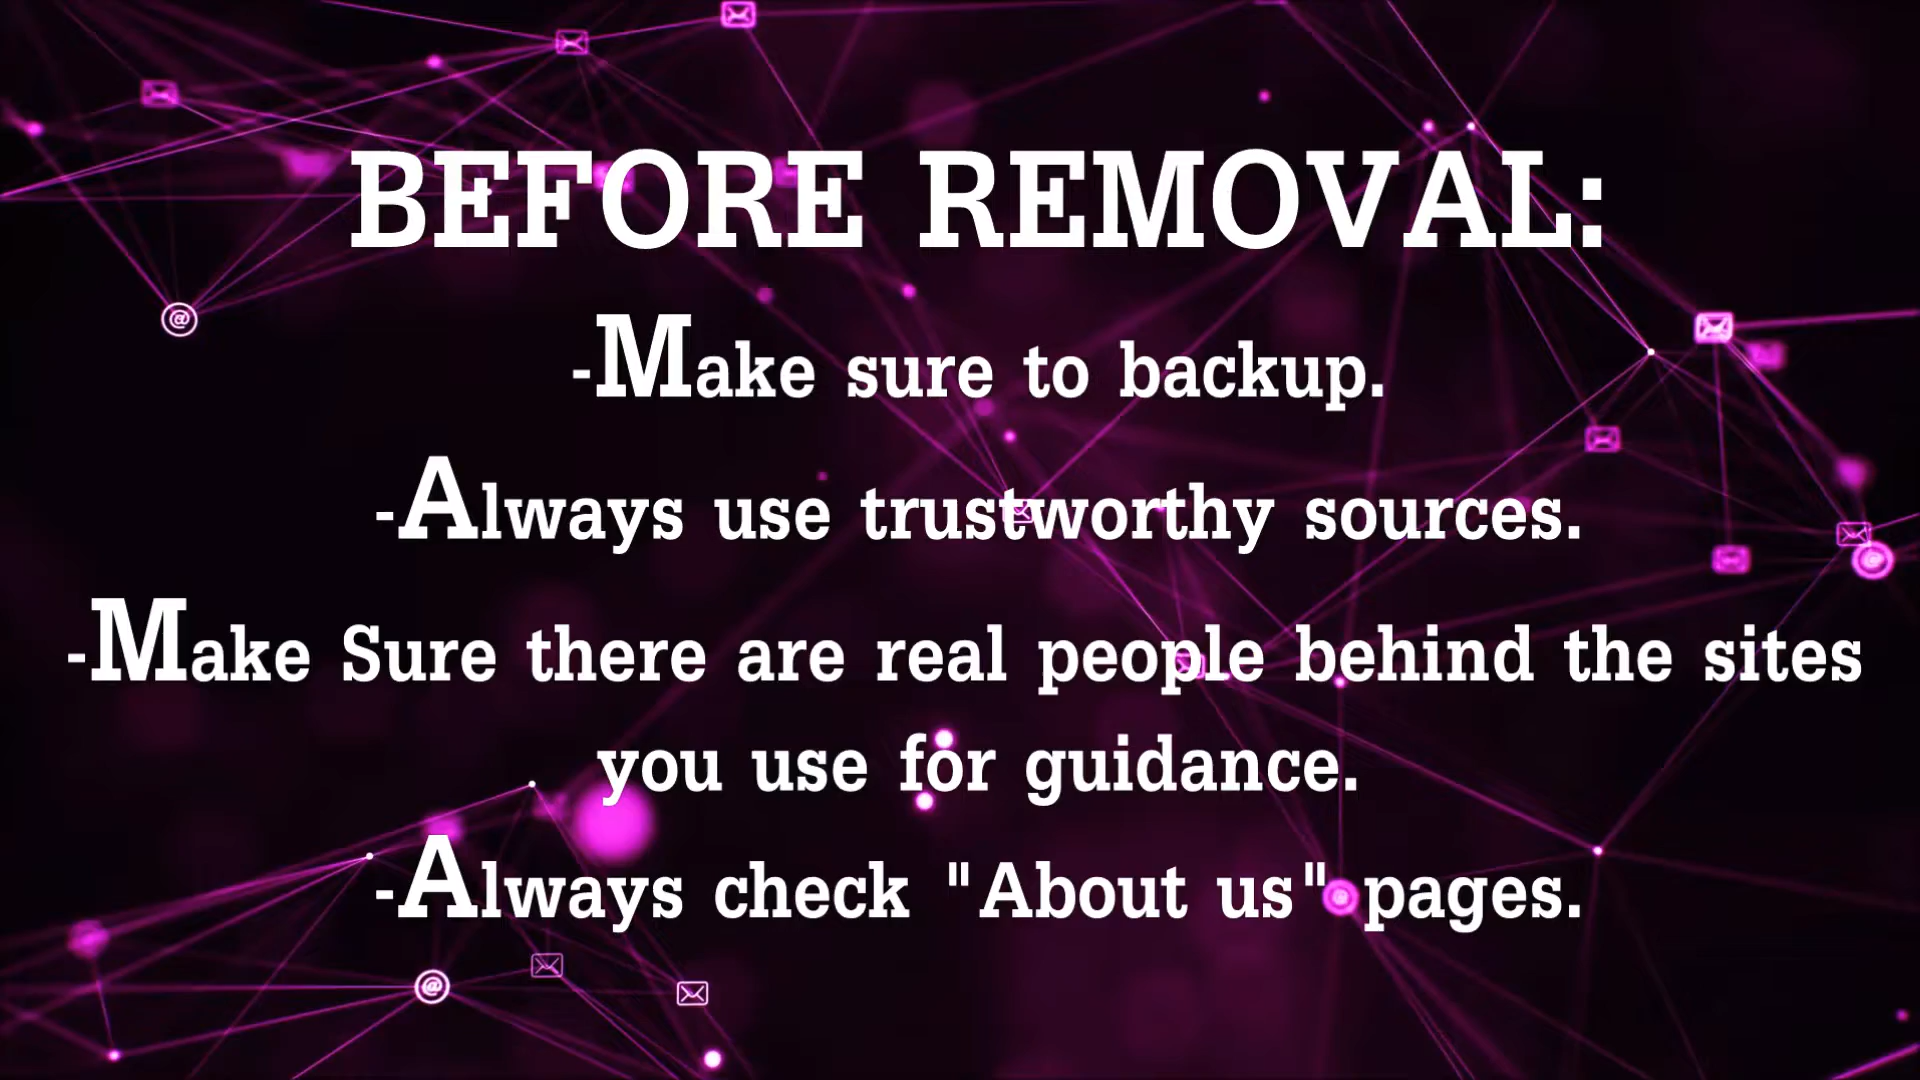 BEFORE REMOVAL:
-Make sure to backup.
-Always use trustworthy sources.
-Make Sure there are real people behind the sites
you use for guidance.
-Always check "About us" pages.